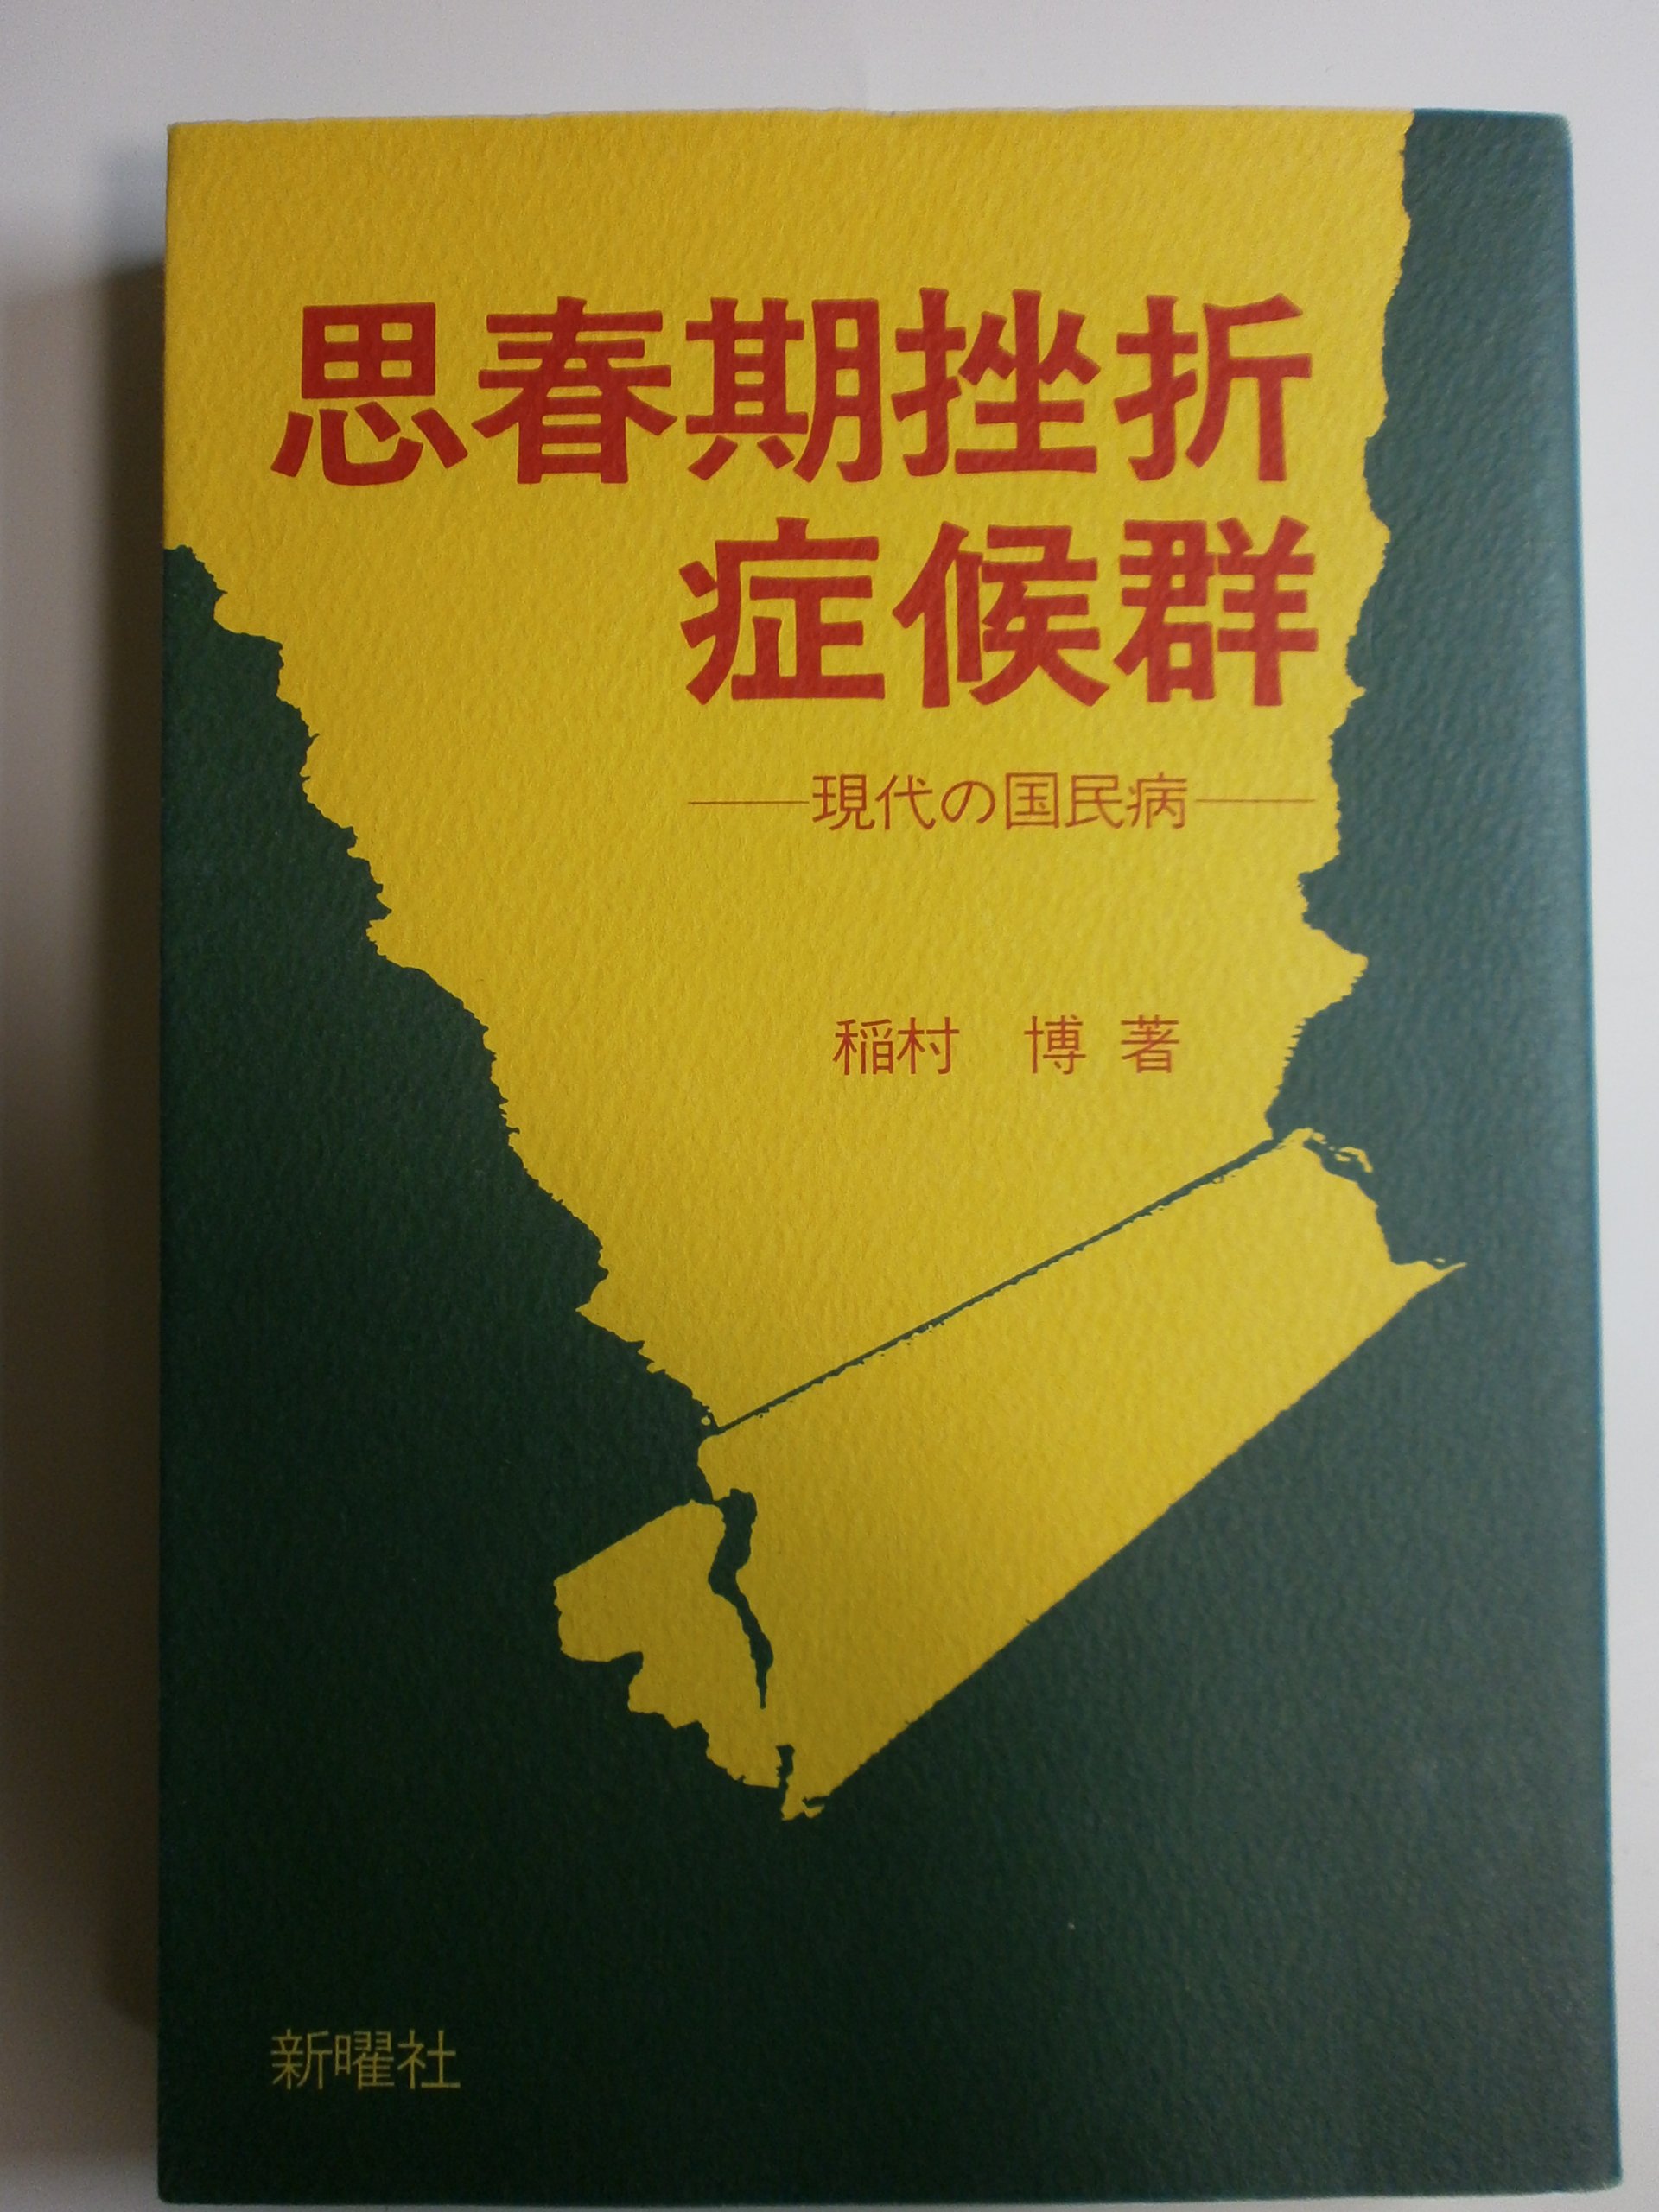 思春期挫折
症候群
——現代の国民病——
稲村　博 著
新曜社